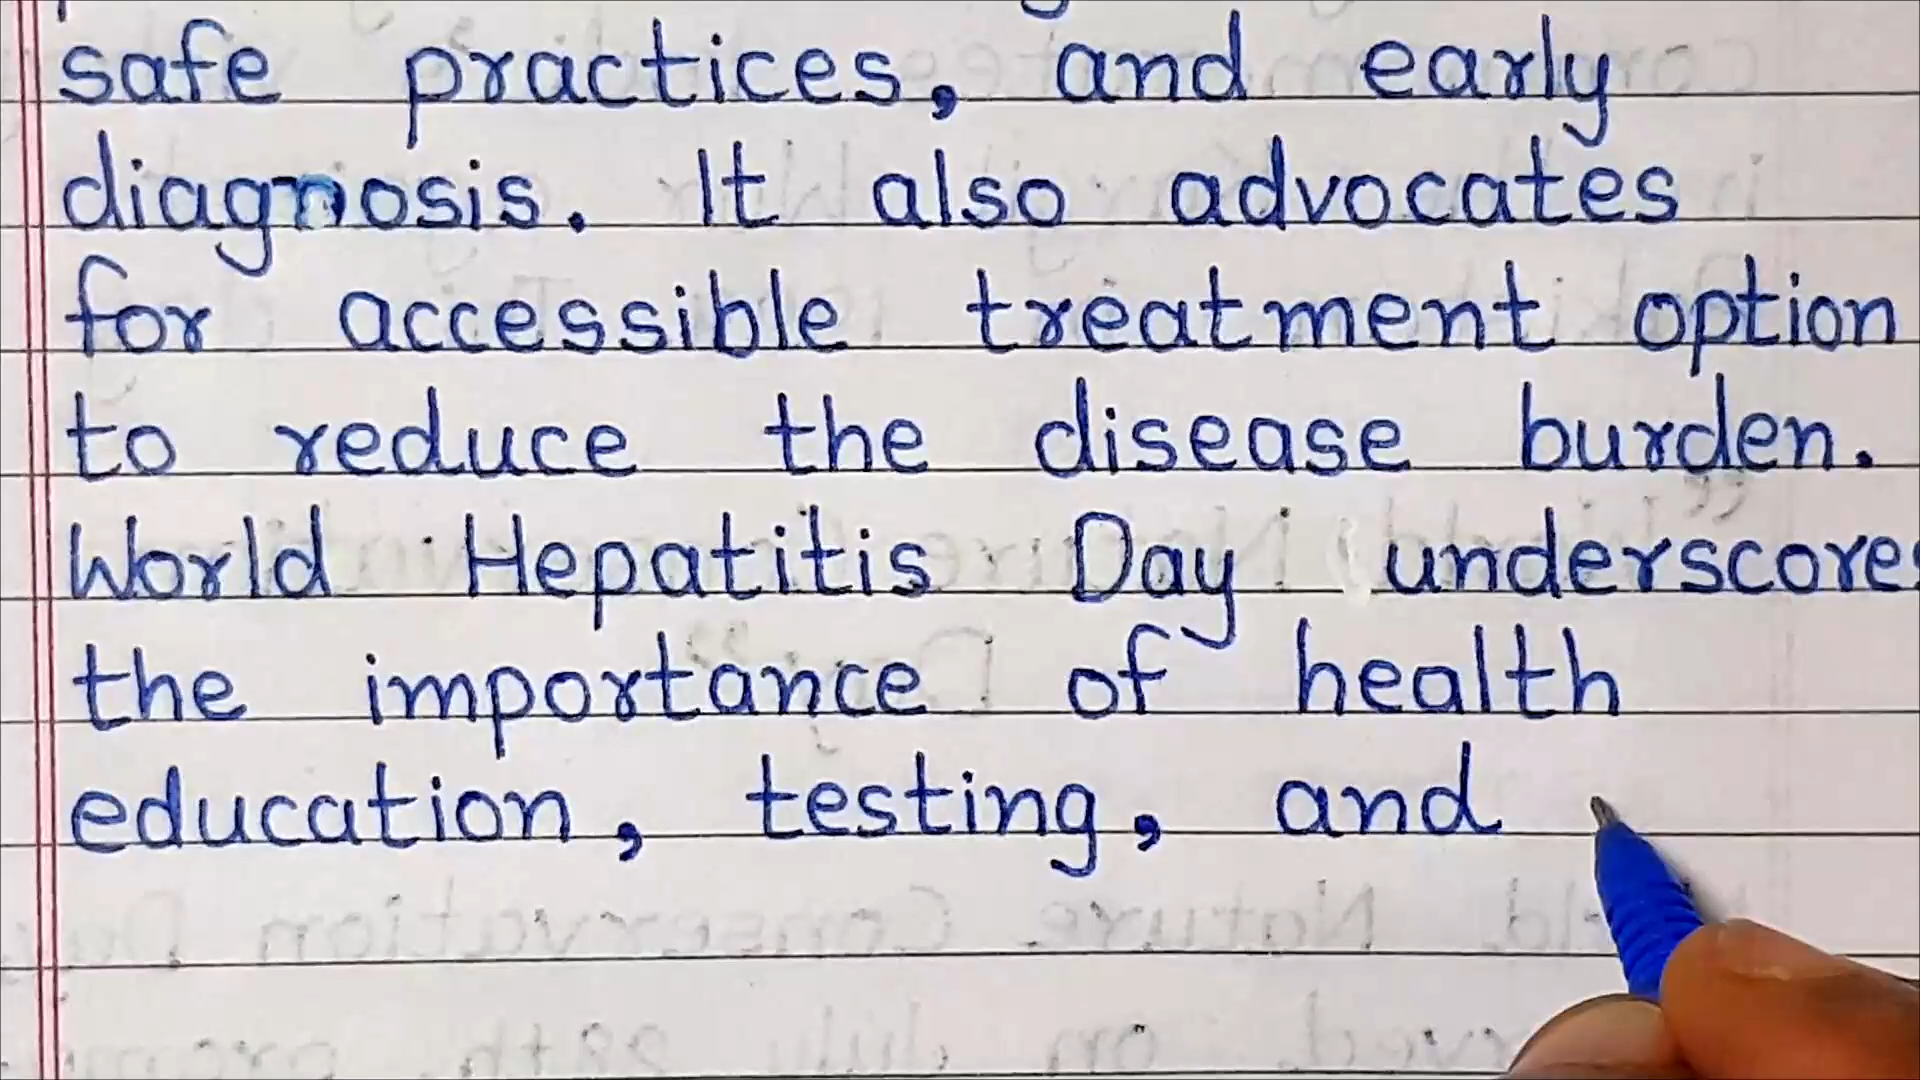 safe practices, and early
diagnosis. It also advocates
for accessible treatment option
to reduce the disease burden.
World Hepatitis Day underscores
the importance of health
education, testing, and